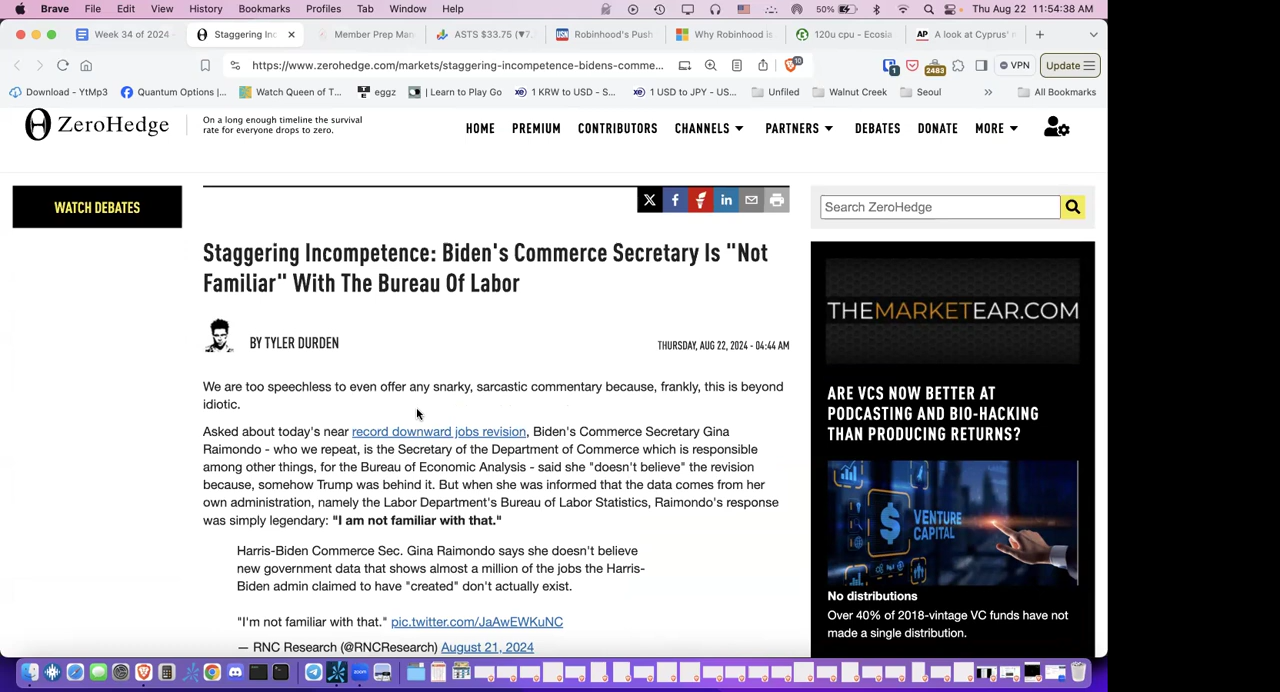 Brave File Edit View History Bookmarks Profiles Tab Window Help 50% Thu Aug 22 11:54:38 AM
Week 34 of 2024 Staggering Inc Member Prep Mar ASTS $33.75 (▼7. Robinhood's Push Why Robinhood is 120u cpu - Ecosia A look at Cyprus'
https://www.zerohedge.com/markets/staggering-incompetence-bidens-comme... 10 1 2483 VPN Update
Download - YtMp3 Quantum Options |... Watch Queen of T... eggz | Learn to Play Go 1 KRW to USD - S... 1 USD to JPY - US... Unfiled Walnut Creek Seoul » All Bookmarks
ZeroHedge
On a long enough timeline the survival
rate for everyone drops to zero.
HOME PREMIUM CONTRIBUTORS CHANNELS PARTNERS DEBATES DONATE MORE
WATCH DEBATES
Search ZeroHedge
Staggering Incompetence: Biden's Commerce Secretary Is "Not
Familiar" With The Bureau Of Labor
BY TYLER DURDEN
THURSDAY, AUG 22, 2024 - 04:44 AM
We are too speechless to even offer any snarky, sarcastic commentary because, frankly, this is beyond
idiotic.
Asked about today's near record downward jobs revision, Biden's Commerce Secretary Gina
Raimondo - who we repeat, is the Secretary of the Department of Commerce which is responsible
among other things, for the Bureau of Economic Analysis - said she "doesn't believe" the revision
because, somehow Trump was behind it. But when she was informed that the data comes from her
own administration, namely the Labor Department's Bureau of Labor Statistics, Raimondo's response
was simply legendary: "I am not familiar with that."
Harris-Biden Commerce Sec. Gina Raimondo says she doesn't believe
new government data that shows almost a million of the jobs the Harris-
Biden admin claimed to have "created" don't actually exist.
"I'm not familiar with that." pic.twitter.com/JaAwEWKuNC
— RNC Research (@RNCResearch) August 21, 2024
THEMARKETEAR.COM
ARE VCS NOW BETTER AT
PODCASTING AND BIO-HACKING
THAN PRODUCING RETURNS?
VENTURE
CAPITAL
No distributions
Over 40% of 2018-vintage VC funds have not
made a single distribution.